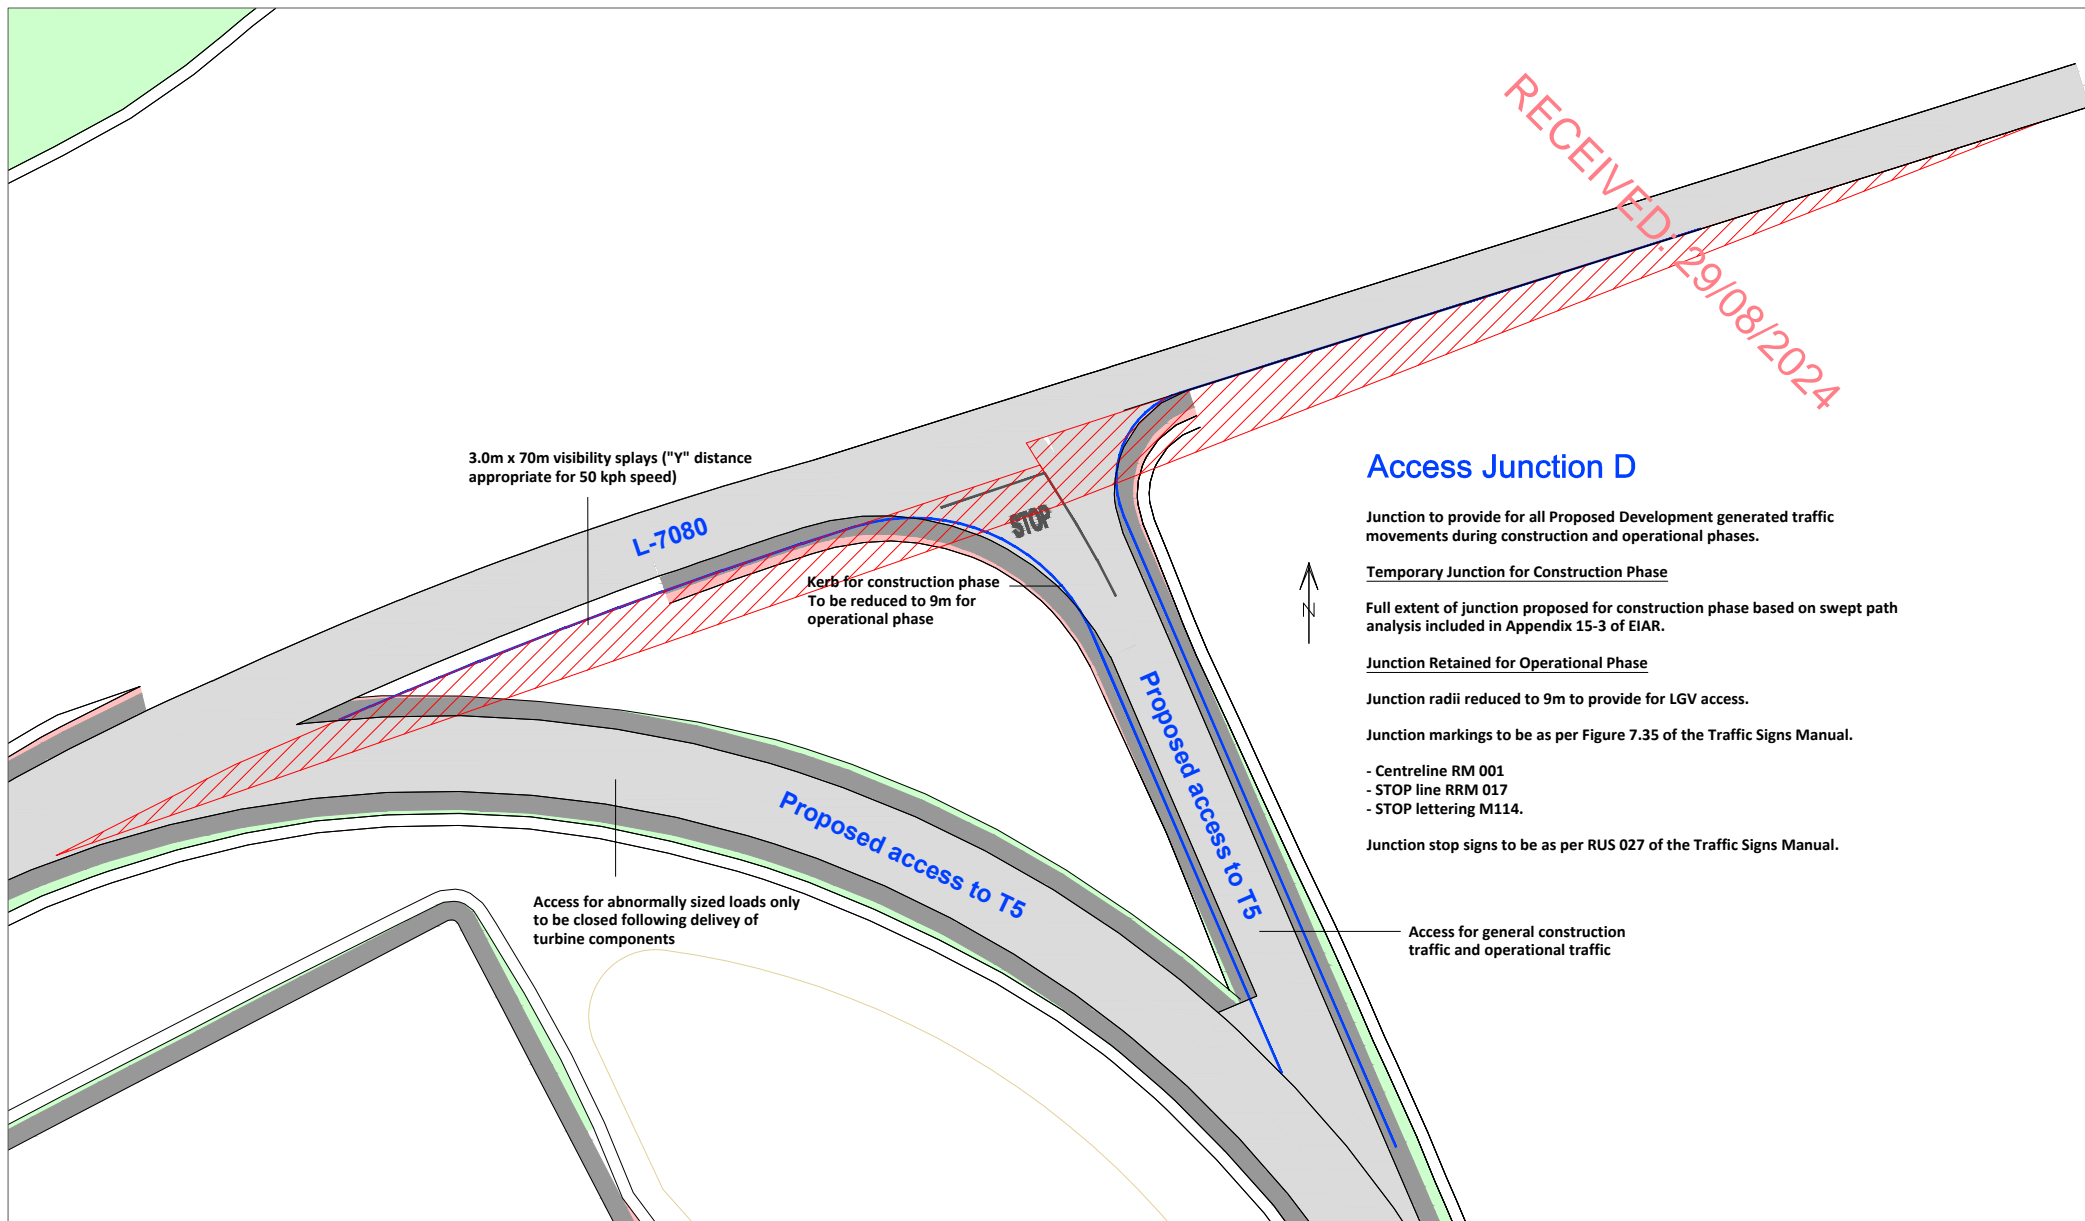 RECEIVED: 29/08/2024
3.0m x 70m visibility splays ("Y" distance
appropriate for 50 kph speed)
L-7080
STOP
Kerb for construction phase
To be reduced to 9m for
operational phase
Access Junction D
Junction to provide for all Proposed Development generated traffic
movements during construction and operational phases.
Temporary Junction for Construction Phase
Full extent of junction proposed for construction phase based on swept path
analysis included in Appendix 15-3 of EIAR.
Junction Retained for Operational Phase
Junction radii reduced to 9m to provide for LGV access.
Junction markings to be as per Figure 7.35 of the Traffic Signs Manual.
- Centreline RM 001
- STOP line RRM 017
- STOP lettering M114.
Junction stop signs to be as per RUS 027 of the Traffic Signs Manual.
N
Proposed access to T5
Proposed access to T5
Access for abnormally sized loads only
to be closed following delivey of
turbine components
Access for general construction
traffic and operational traffic